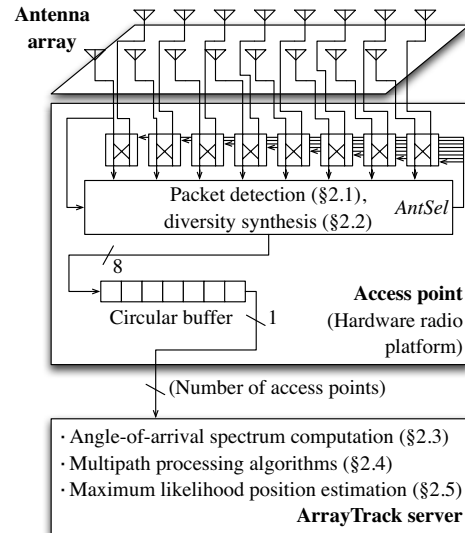 Antenna
array
Packet detection (§2.1),
diversity synthesis (§2.2)
AntSel
8
Circular buffer
1
Access point
(Hardware radio
platform)
(Number of access points)
· Angle-of-arrival spectrum computation (§2.3)
· Multipath processing algorithms (§2.4)
· Maximum likelihood position estimation (§2.5)
ArrayTrack server